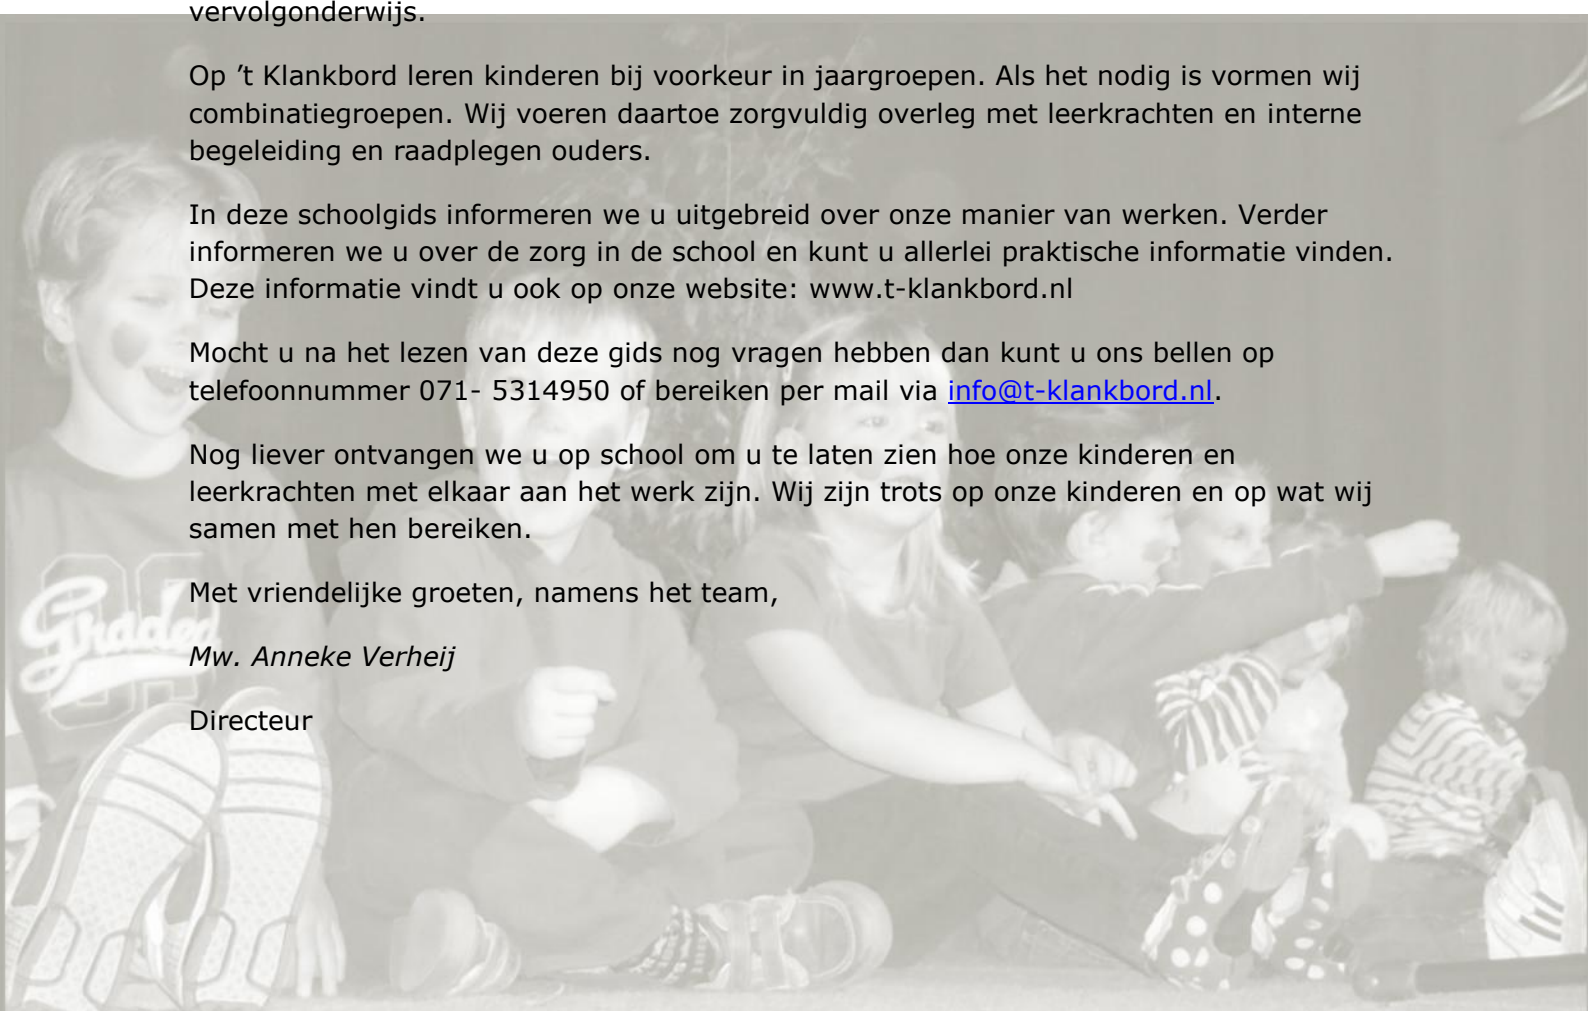 vervolgonderwijs.
Op ’t Klankbord leren kinderen bij voorkeur in jaargroepen. Als het nodig is vormen wij
combinatiegroepen. Wij voeren daartoe zorgvuldig overleg met leerkrachten en interne
begeleiding en raadplegen ouders.
In deze schoolgids informeren we u uitgebreid over onze manier van werken. Verder
informeren we u over de zorg in de school en kunt u allerlei praktische informatie vinden.
Deze informatie vindt u ook op onze website: www.t-klankbord.nl
Mocht u na het lezen van deze gids nog vragen hebben dan kunt u ons bellen op
telefoonnummer 071- 5314950 of bereiken per mail via info@t-klankbord.nl.
Nog liever ontvangen we u op school om u te laten zien hoe onze kinderen en
leerkrachten met elkaar aan het werk zijn. Wij zijn trots op onze kinderen en op wat wij
samen met hen bereiken.
Met vriendelijke groeten, namens het team,
Mw. Anneke Verheij
Directeur
Graded